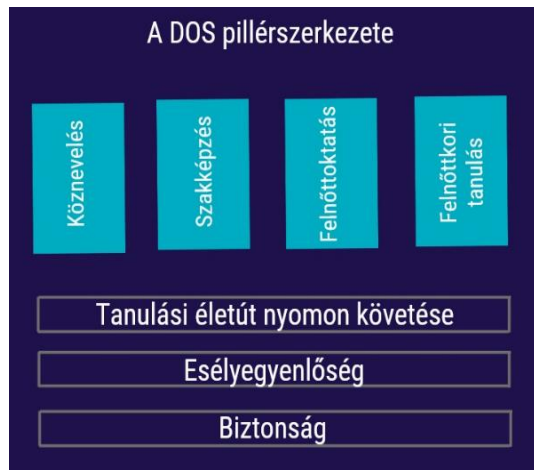 A DOS pillérszerkezete
Köznevelés
Szakképzés
Felnőttoktatás
Felnőttkori
tanulás
Tanulási életút nyomon követése
Esélyegyenlőség
Biztonság